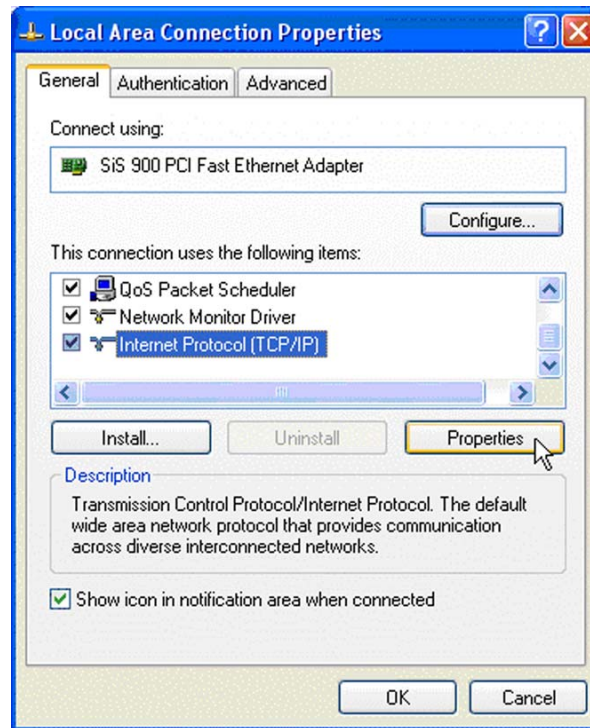 Local Area Connection Properties
General Authentication Advanced
Connect using:
SiS 900 PCI Fast Ethernet Adapter
Configure...
This connection uses the following items:
QoS Packet Scheduler
Network Monitor Driver
Internet Protocol (TCP/IP)
Install... Uninstall Properties
Description
Transmission Control Protocol/Internet Protocol. The default
wide area network protocol that provides communication
across diverse interconnected networks.
Show icon in notification area when connected
OK Cancel